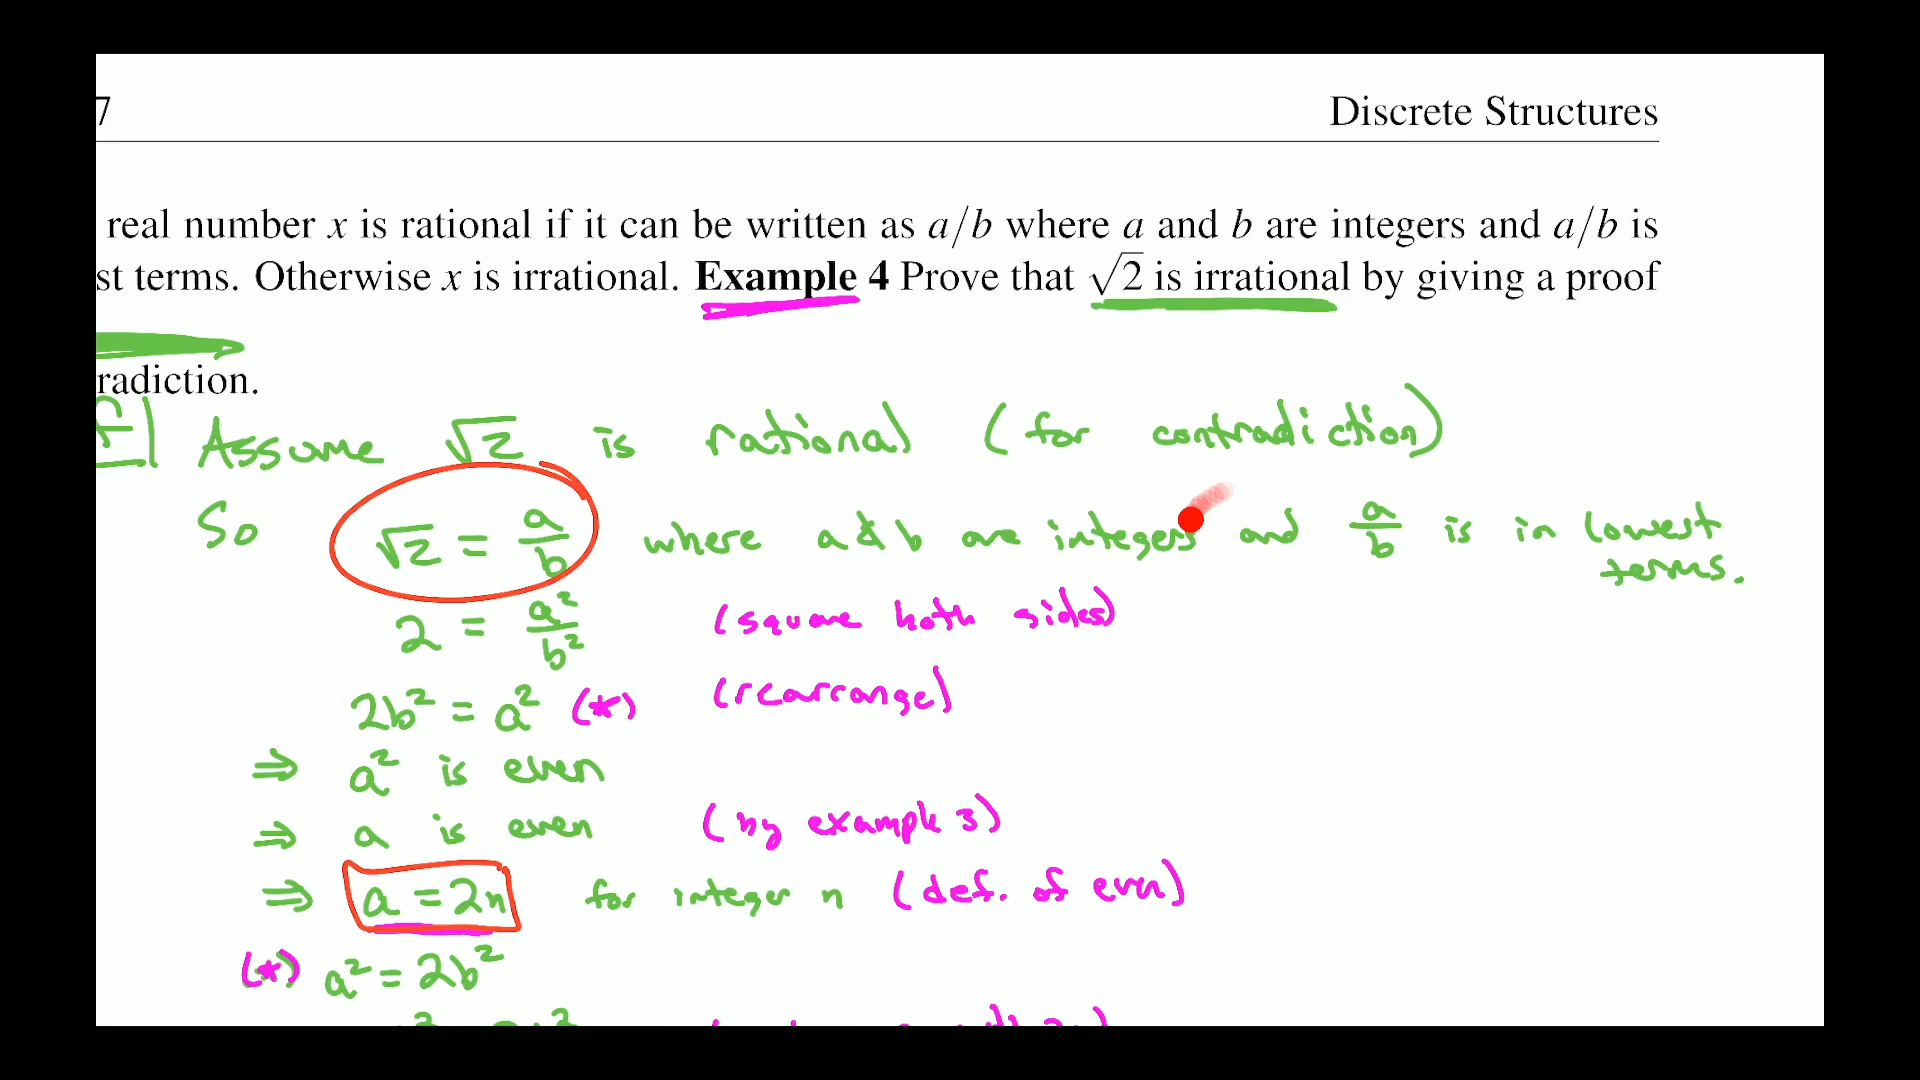 7 Discrete Structures
real number x is rational if it can be written as a/b where a and b are integers and a/b is
st terms. Otherwise x is irrational. Example 4 Prove that √2 is irrational by giving a proof
radiction.
f Assume √2 is rational (for contradiction)
So √2 = a/b where a & b are integers and a/b is in lowest
terms.
2 = a²/b² (square both sides)
2b² = a² (*) (rearrange)
⇒ a² is even
⇒ a is even (by example 3)
⇒ a = 2n for integer n (def. of even)
(*) a² = 2b²